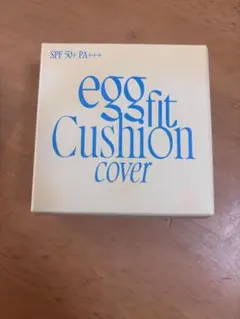 SPF 50+ PA+++
egg
fit
Cushion
cover